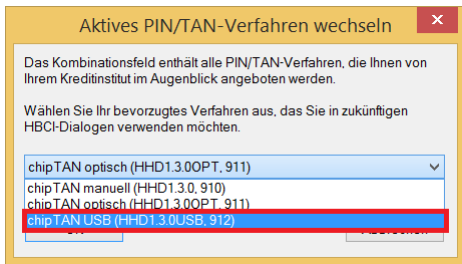 Aktives PIN/TAN-Verfahren wechseln
Das Kombinationsfeld enthält alle PIN/TAN-Verfahren, die Ihnen von
Ihrem Kreditinstitut im Augenblick angeboten werden.
Wählen Sie Ihr bevorzugtes Verfahren aus, das Sie in zukünftigen
HBCI-Dialogen verwenden möchten.
chipTAN optisch (HHD1.3.0OPT, 911)
chipTAN manuell (HHD1.3.0, 910)
chipTAN optisch (HHD1.3.0OPT, 911)
chipTAN USB (HHD1.3.0USB, 912)